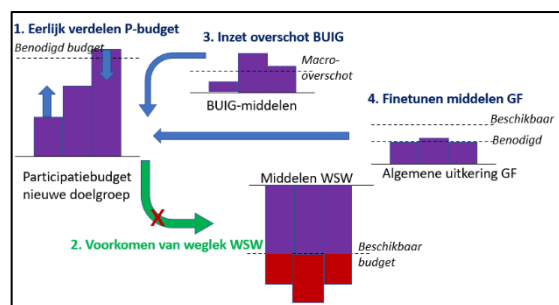 1. Eerlijk verdelen P-budget
Benodigd budget
3. Inzet overschot BUIG
Macro-
overschot
BUIG-middelen
4. Finetunen middelen GF
Beschikbaar
Benodigd
Algemene uitkering GF
Participatiebudget
nieuwe doelgroep
Middelen WSW
X
2. Voorkomen van weglek WSW
Beschikbaar
budget